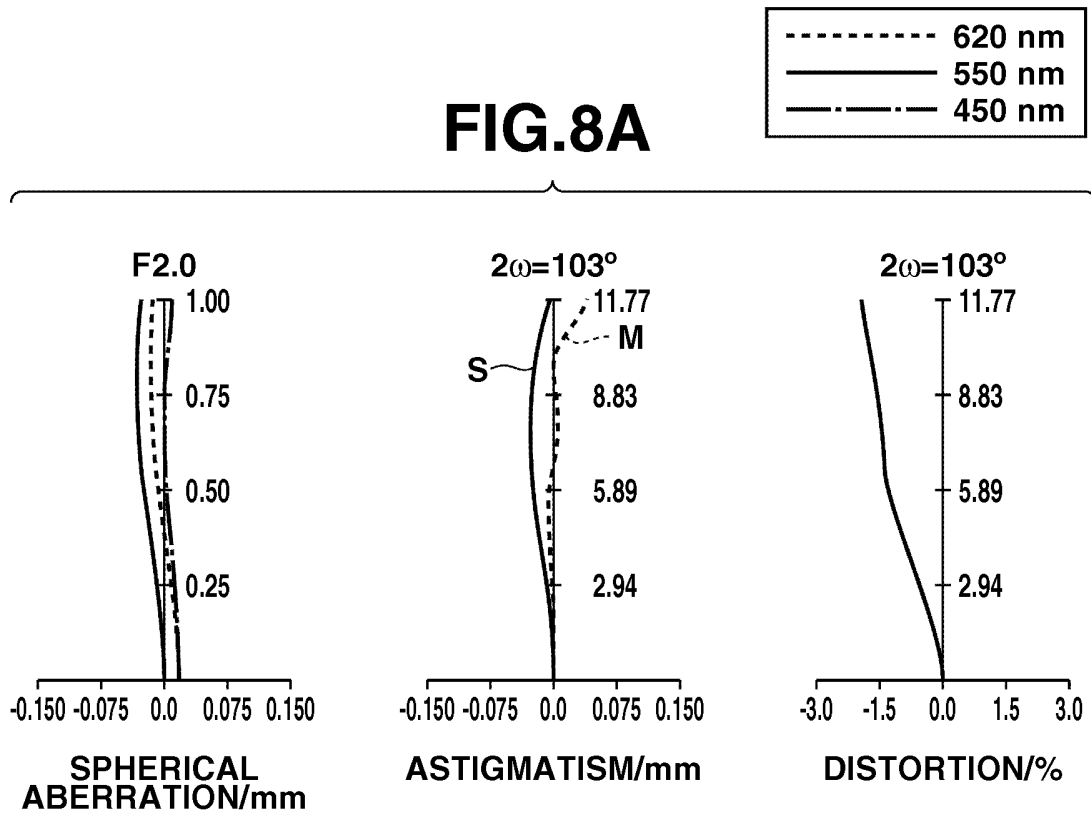 620 nm
550 nm
450 nm
FIG.8A
F2.0
1.00
0.75
0.50
0.25
-0.150 -0.075 0.0 0.075 0.150
SPHERICAL
ABERRATION/mm
2ω=103°
11.77
M
S
8.83
5.89
2.94
-0.150 -0.075 0.0 0.075 0.150
ASTIGMATISM/mm
2ω=103°
11.77
8.83
5.89
2.94
-3.0 -1.5 0.0 1.5 3.0
DISTORTION/%